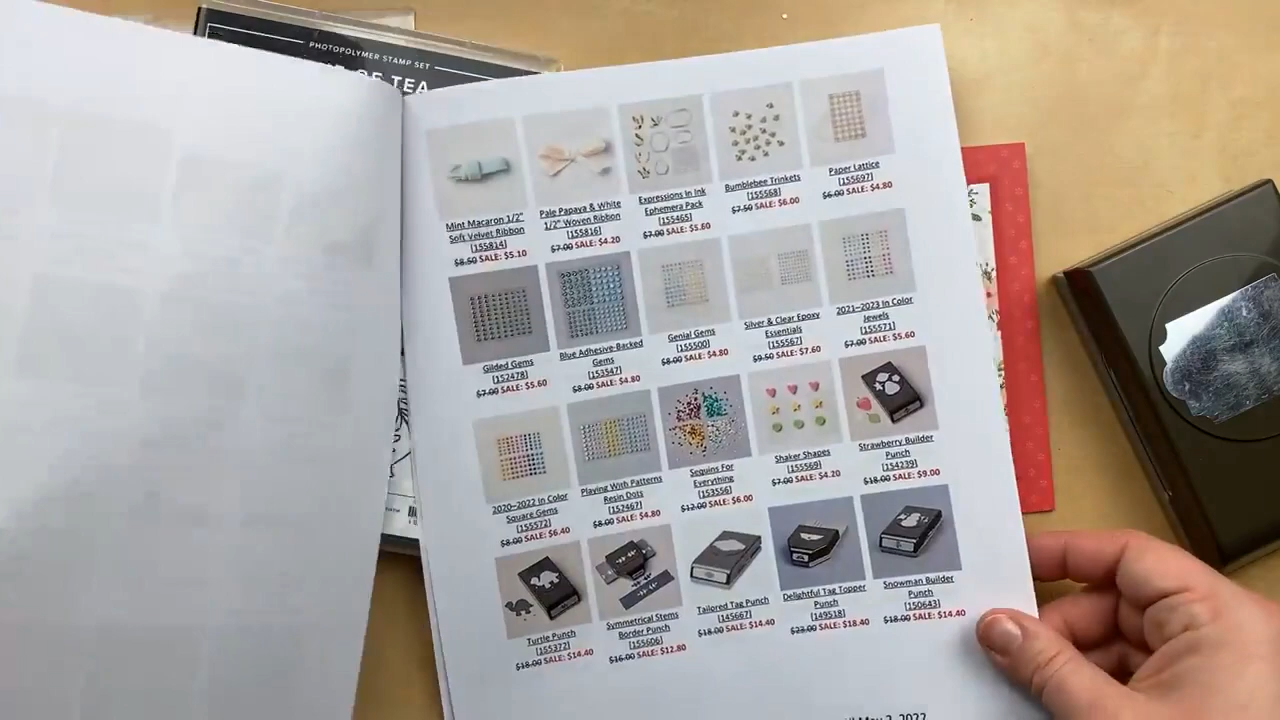 PHOTOPOLYMER STAMP SET
OF TEA
Mint Macaron 1/2"
Soft Velvet Ribbon
[155814]
$8.50 SALE: $5.10
Pale Papaya & White
1/2" Woven Ribbon
[155816]
$7.00 SALE: $4.20
Expressions In Ink
Ephemera Pack
[155465]
$7.00 SALE: $5.60
Bumblebee Trinkets
[155568]
$7.50 SALE: $6.00
Paper Lattice
[155697]
$6.00 SALE: $4.80
Gilded Gems
[152478]
$7.00 SALE: $5.60
Blue Adhesive-Backed
Gems
[153547]
$8.00 SALE: $4.80
Genial Gems
[155500]
$8.00 SALE: $4.80
Silver & Clear Epoxy
Essentials
[155567]
$9.50 SALE: $7.60
2021–2023 In Color
Jewels
[155571]
$7.00 SALE: $5.60
2020–2022 In Color
Square Gems
[155572]
$8.00 SALE: $6.40
Playing With Patterns
Resin Dots
[157467]
$8.00 SALE: $4.80
Sequins For
Everything
[153556]
$12.00 SALE: $6.00
Shaker Shapes
[155569]
$7.00 SALE: $4.20
Strawberry Builder
Punch
[154239]
$18.00 SALE: $9.00
Turtle Punch
[155372]
$18.00 SALE: $14.40
Symmetrical Stems
Border Punch
[155606]
$16.00 SALE: $12.80
Tailored Tag Punch
[145667]
$18.00 SALE: $14.40
Delightful Tag Topper
Punch
[149518]
$23.00 SALE: $18.40
Snowman Builder
Punch
[150643]
$18.00 SALE: $14.40
May 2, 2022